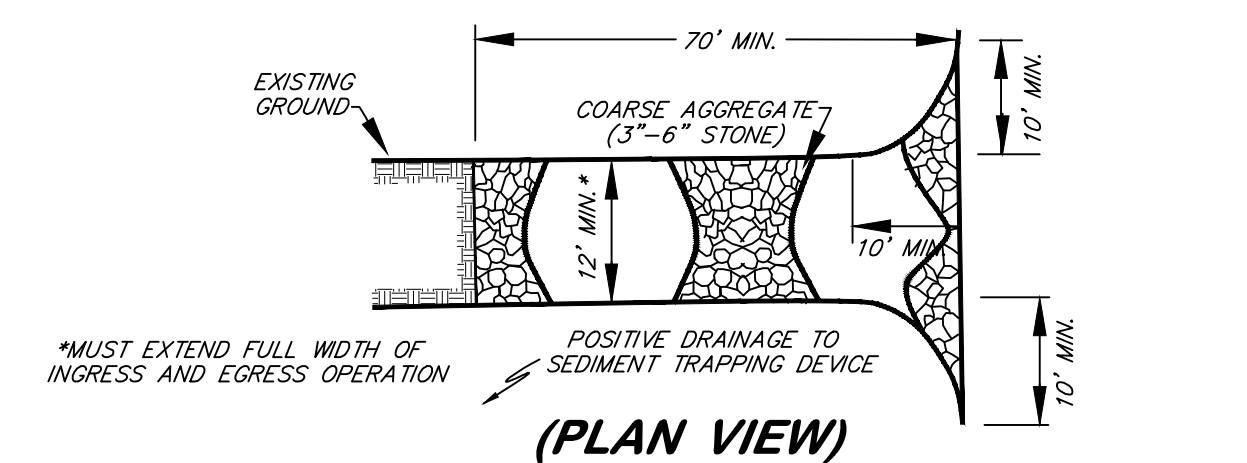 70' MIN.
EXISTING
GROUND
COARSE AGGREGATE
(3"-6" STONE)
10' MIN.
12' MIN.*
10' MIN
*MUST EXTEND FULL WIDTH OF
INGRESS AND EGRESS OPERATION
POSITIVE DRAINAGE TO
SEDIMENT TRAPPING DEVICE
10' MIN.
(PLAN VIEW)